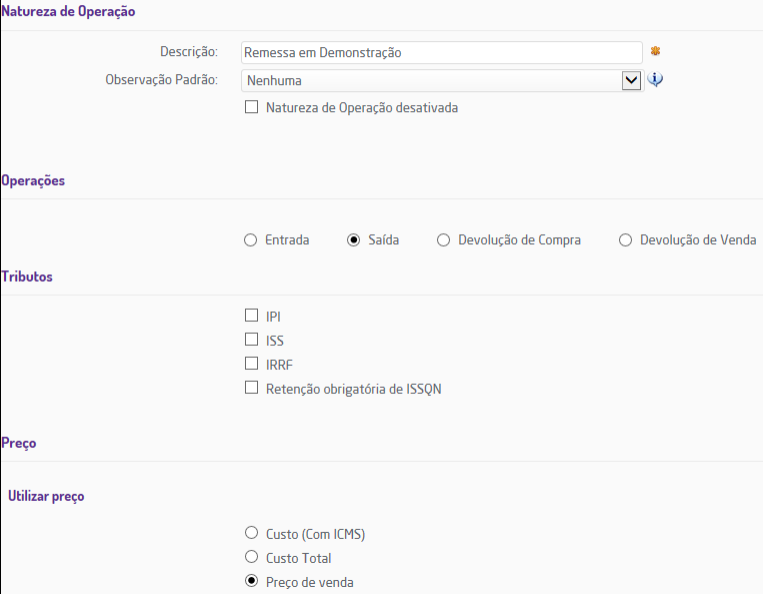 Natureza de Operação
Descrição: Remessa em Demonstração
Observação Padrão: Nenhuma
Natureza de Operação desativada
Operações
Entrada Saída Devolução de Compra Devolução de Venda
Tributos
IPI
ISS
IRRF
Retenção obrigatória de ISSQN
Preço
Utilizar preço
Custo (Com ICMS)
Custo Total
Preço de venda